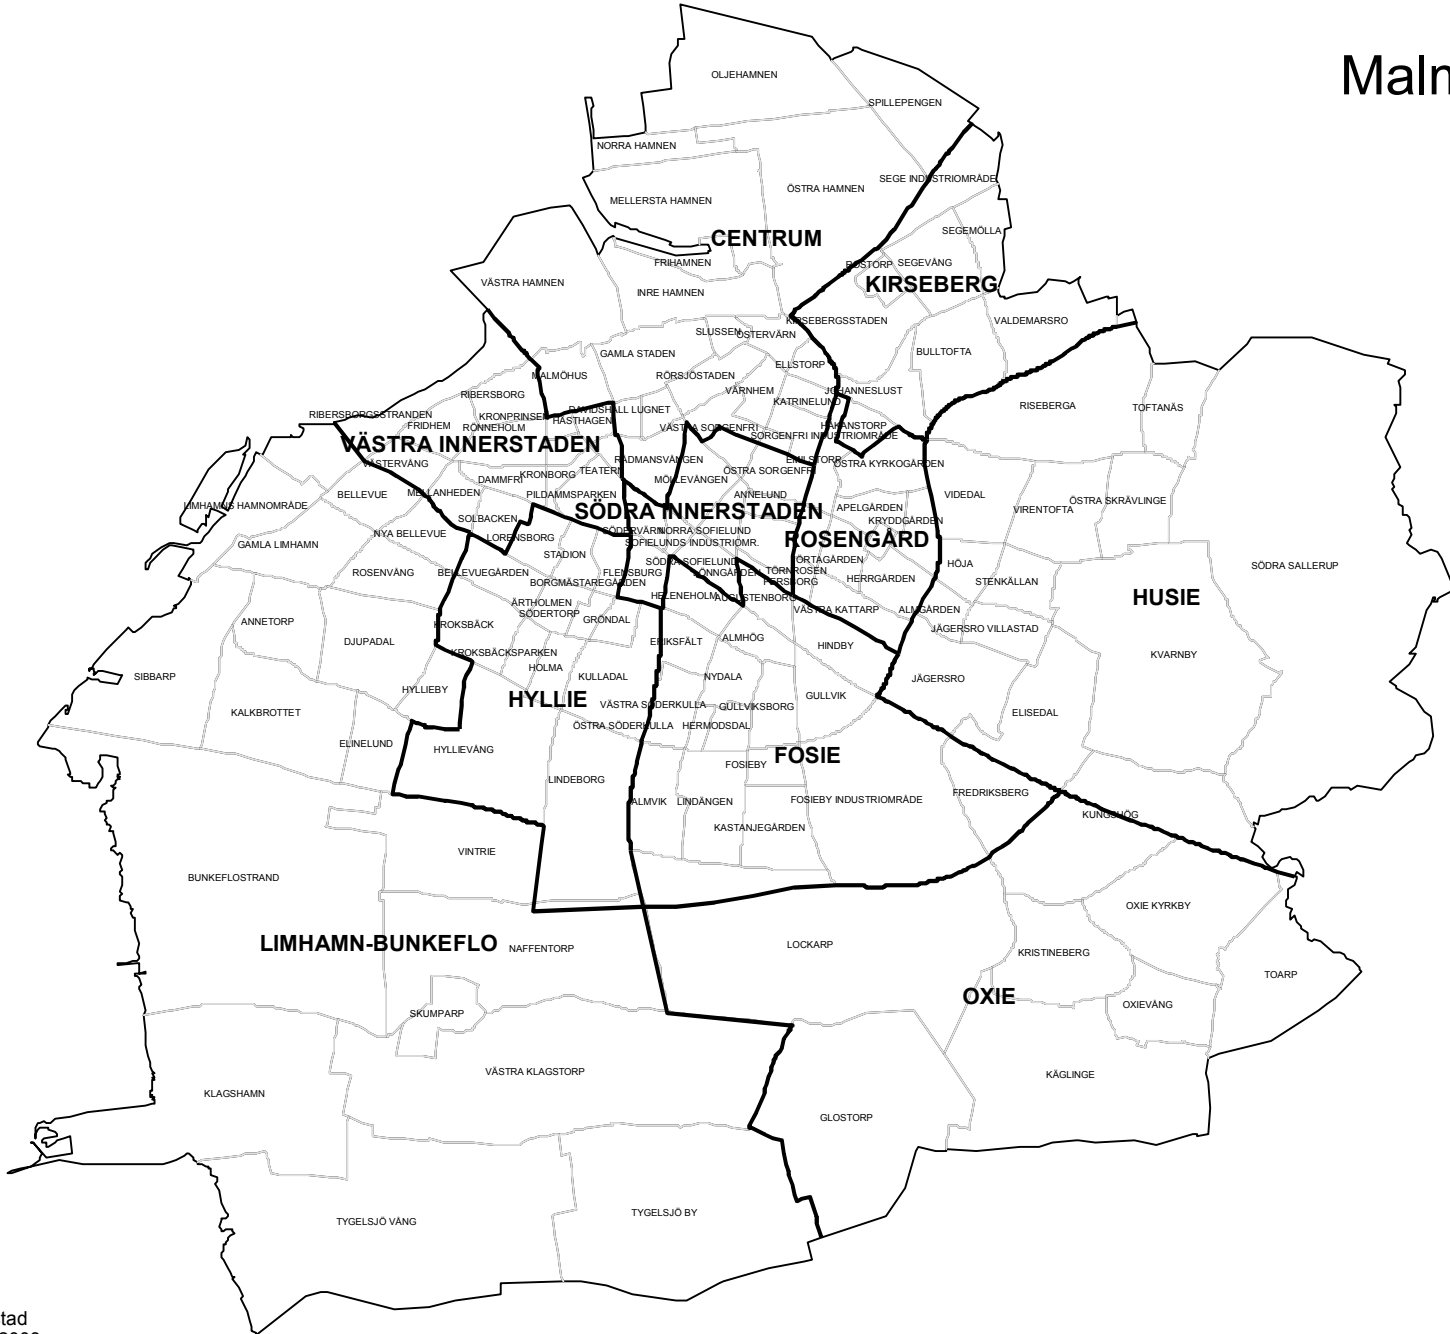 Maln
OLJEHAMNEN
SPILLEPENGEN
NORRA HAMNEN
SEGE INDUSTRIOMRÅDE
ÖSTRA HAMNEN
MELLERSTA HAMNEN
SEGEMÖLLA
CENTRUM
FRIHAMNEN
ROSTORP
SEGEVÅNG
VÄSTRA HAMNEN
KIRSEBERG
INRE HAMNEN
KIRSEBERGSSTADEN
VALDEMARSRO
SLUSSEN
ÖSTERVÄRN
GAMLA STADEN
BULLTOFTA
ELLSTORP
MALMÖHUS
RÖRSJÖSTADEN
VÄRNHEM
JOHANNESLUST
RIBERSBORG
KATRINELUND
RISEBERGA
TOFTANÄS
RIBERSBORGSSTRANDEN
KRONPRINSEN
DAVIDSHALL
LUGNET
FRIDHEM
RÖNNEHOLM
HÄSTHAGEN
VÄSTRA SORGENFRI
HÅKANSTORP
SORGENFRI INDUSTRIOMRÅDE
VÄSTRA INNERSTADEN
VÄSTERVÅNG
RÅDMANSVÅNGEN
EMILSTORP
ÖSTRA KYRKOGÅRDEN
DAMMFRI
KRONBORG
TEATERN
MÖLLEVÅNGEN
ÖSTRA SORGENFRI
BELLEVUE
MELLANHEDEN
PILDAMMSPARKEN
ANNELUND
VIDEDAL
ÖSTRA SKRÄVLINGE
LIMHAMNS HAMNOMRÅDE
SÖDRA INNERSTADEN
APELGÅRDEN
VIRENTOFTA
SOLBACKEN
KRYDDGÅRDEN
NYA BELLEVUE
LORENSBORG
SÖDERVÄRN
NORRA SOFIELUND
ROSENGÅRD
GAMLA LIMHAMN
SOFIELUNDS INDUSTRIOMR.
STADION
SÖDRA SOFIELUND
ÖRTAGÅRDEN
HÖJA
SÖDRA SALLERUP
ROSENVÅNG
BELLEVUEGÅRDEN
FLENSBURG
LÖNNGÅRDEN
TÖRNROSEN
HERRGÅRDEN
STENKÄLLAN
BORGMÄSTAREGÅRDEN
PERSBORG
HELENEHOLM
AUGUSTENBORG
HUSIE
ÄRTHOLMEN
VÄSTRA KATTARP
ALMGÅRDEN
SÖDERTORP
GRÖNDAL
ANNETORP
KROKSBÄCK
JÄGERSRO VILLASTAD
DJUPADAL
ERIKSFÄLT
ALMHÖG
HINDBY
KROKSBÄCKSPARKEN
KVARNBY
HOLMA
SIBBARP
KULLADAL
NYDALA
JÄGERSRO
HYLLIEBY
HYLLIE
GULLVIK
VÄSTRA SÖDERKULLA
GULLVIKSBORG
KALKBROTTET
ELISEDAL
ÖSTRA SÖDERKULLA
HERMODSDAL
ELINELUND
HYLLIEVÅNG
FOSIE
FOSIEBY
LINDEBORG
FREDRIKSBERG
ALMVIK
LINDÄNGEN
FOSIEBY INDUSTRIOMRÅDE
KUNGSHÖG
KASTANJEGÅRDEN
VINTRIE
BUNKEFLOSTRAND
OXIE KYRKBY
LIMHAMN-BUNKEFLO
NAFFENTORP
LOCKARP
KRISTINEBERG
TOARP
OXIE
OXIEVÅNG
SKUMPARP
VÄSTRA KLAGSTORP
KÄGLINGE
KLAGSHAMN
GLOSTORP
TYGELSJÖ BY
TYGELSJÖ VÅNG
tad